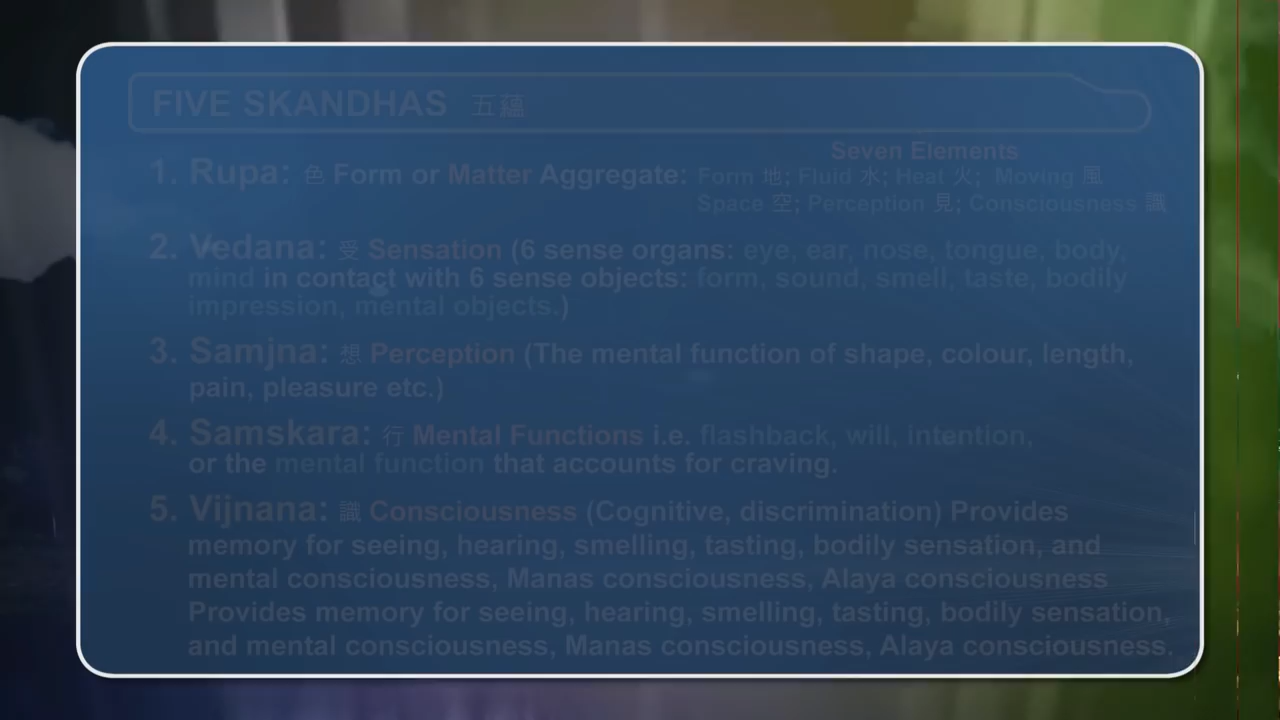 FIVE SKANDHAS 五蘊
Seven Elements
1. Rupa: 色 Form or Matter Aggregate: Form 地; Fluid 水; Heat 火; Moving 風
Space 空; Perception 見; Consciousness 識
2. Vedana: 受 Sensation (6 sense organs: eye, ear, nose, tongue, body,
mind in contact with 6 sense objects: form, sound, smell, taste, bodily
impression, mental objects.)
3. Samjna: 想 Perception (The mental function of shape, colour, length,
pain, pleasure etc.)
4. Samskara: 行 Mental Functions i.e. flashback, will, intention,
or the mental function that accounts for craving.
5. Vijnana: 識 Consciousness (Cognitive, discrimination) Provides
memory for seeing, hearing, smelling, tasting, bodily sensation, and
mental consciousness, Manas consciousness, Alaya consciousness
Provides memory for seeing, hearing, smelling, tasting, bodily sensation,
and mental consciousness, Manas consciousness, Alaya consciousness.